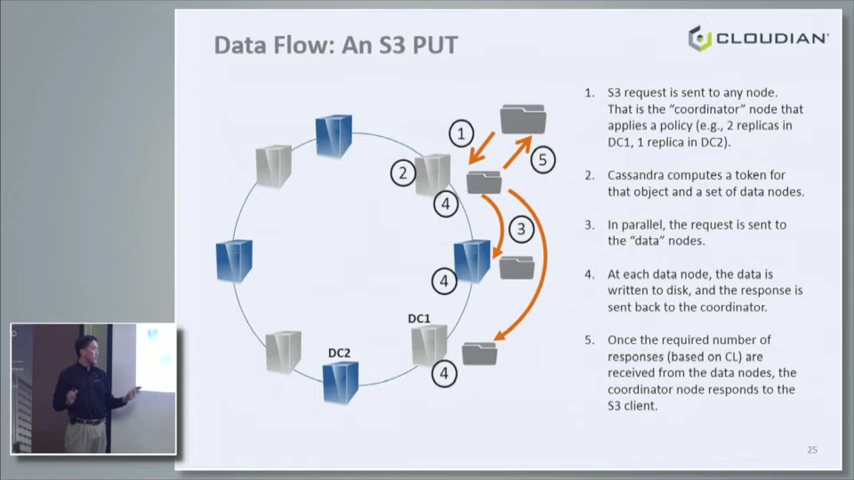 Data Flow: An S3 PUT
CLOUDIAN
1
2
5
4
3
4
DC1
DC2
4
1. S3 request is sent to any node.
That is the "coordinator" node that
applies a policy (e.g., 2 replicas in
DC1, 1 replica in DC2).
2. Cassandra computes a token for
that object and a set of data nodes.
3. In parallel, the request is sent to
the "data" nodes.
4. At each data node, the data is
written to disk, and the response is
sent back to the coordinator.
5. Once the required number of
responses (based on CL) are
received from the data nodes, the
coordinator node responds to the
S3 client.
25